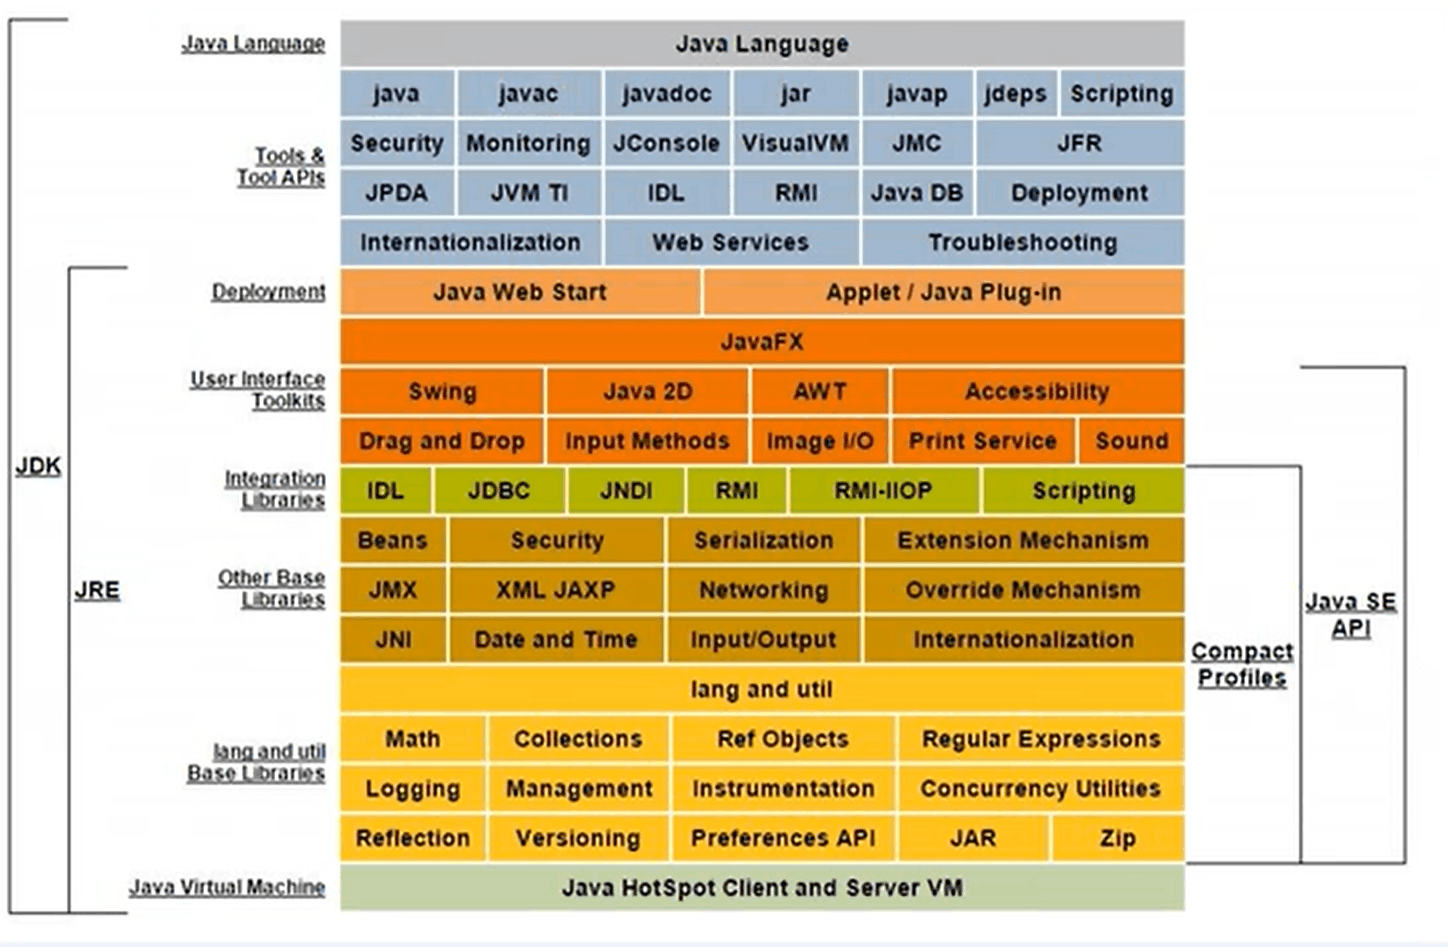 Java Language
Java Language
java javac javadoc jar javap jdeps Scripting
Tools &
Tool APIs
Security Monitoring JConsole VisualVM JMC JFR
JPDA JVM TI IDL RMI Java DB Deployment
Internationalization Web Services Troubleshooting
Deployment
Java Web Start Applet / Java Plug-in
JavaFX
User Interface
Toolkits
Swing Java 2D AWT Accessibility
Drag and Drop Input Methods Image I/O Print Service Sound
JDK
Integration
Libraries
IDL JDBC JNDI RMI RMI-IIOP Scripting
Beans Security Serialization Extension Mechanism
JRE
Other Base
Libraries
JMX XML JAXP Networking Override Mechanism
Java SE
API
JNI Date and Time Input/Output Internationalization
Compact
Profiles
lang and util
lang and util
Base Libraries
Math Collections Ref Objects Regular Expressions
Logging Management Instrumentation Concurrency Utilities
Reflection Versioning Preferences API JAR Zip
Java Virtual Machine
Java HotSpot Client and Server VM